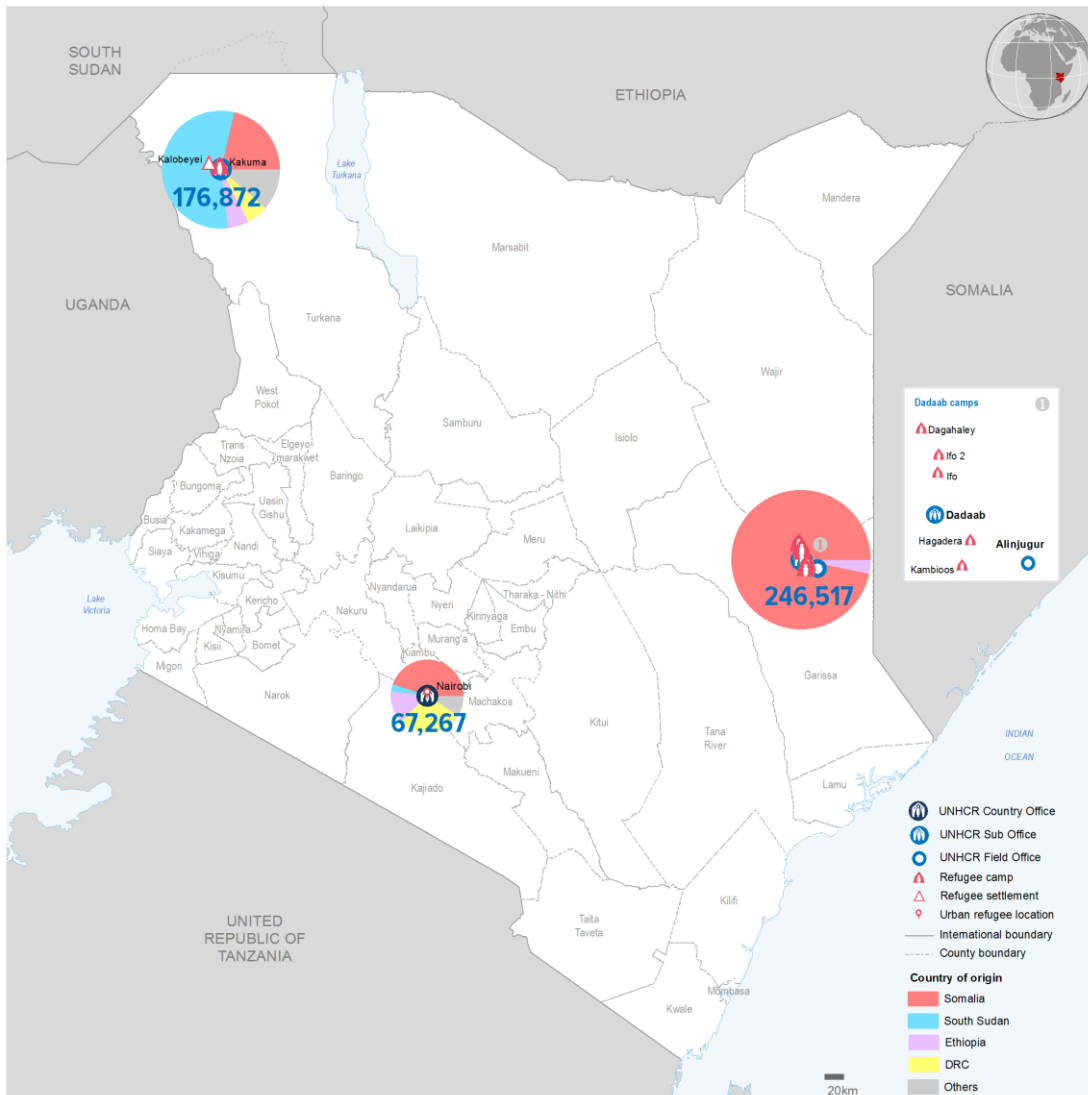 SOUTH
SUDAN
ETHIOPIA
Kalobeyei
Kakuma
176,872
Lake
Turkana
Mandera
Marsabit
UGANDA
SOMALIA
Turkana
Wajir
West
Pokot
Samburu
Isiolo
Trans
Nzoia
Elgeyo-
marakwet
Baringo
Bungoma
Uasin
Gishu
Busia
Kakamega
Laikipia
Meru
Siaya
Vihiga
Nandi
Kisumu
Nyandarua
Tharaka - Nithi
Lake
Victoria
Kericho
Nakuru
Nyeri
Kirinyaga
Embu
Homa Bay
Nyamira
Kisii
Bomet
Murang'a
Kiambu
Migori
Narok
Nairobi
Machakos
67,267
Kitui
Garissa
Tana
River
Makueni
Kajiado
Lamu
1
246,517
Dadaab camps
1
Dagahaley
Ifo 2
Ifo
Dadaab
Hagadera
Alinjugur
Kambioos
INDIAN
OCEAN
Kilifi
Taita
Taveta
UNITED
REPUBLIC OF
TANZANIA
Mombasa
Kwale
UNHCR Country Office
UNHCR Sub Office
UNHCR Field Office
Refugee camp
Refugee settlement
Urban refugee location
International boundary
County boundary
Country of origin
Somalia
South Sudan
Ethiopia
DRC
Others
20km